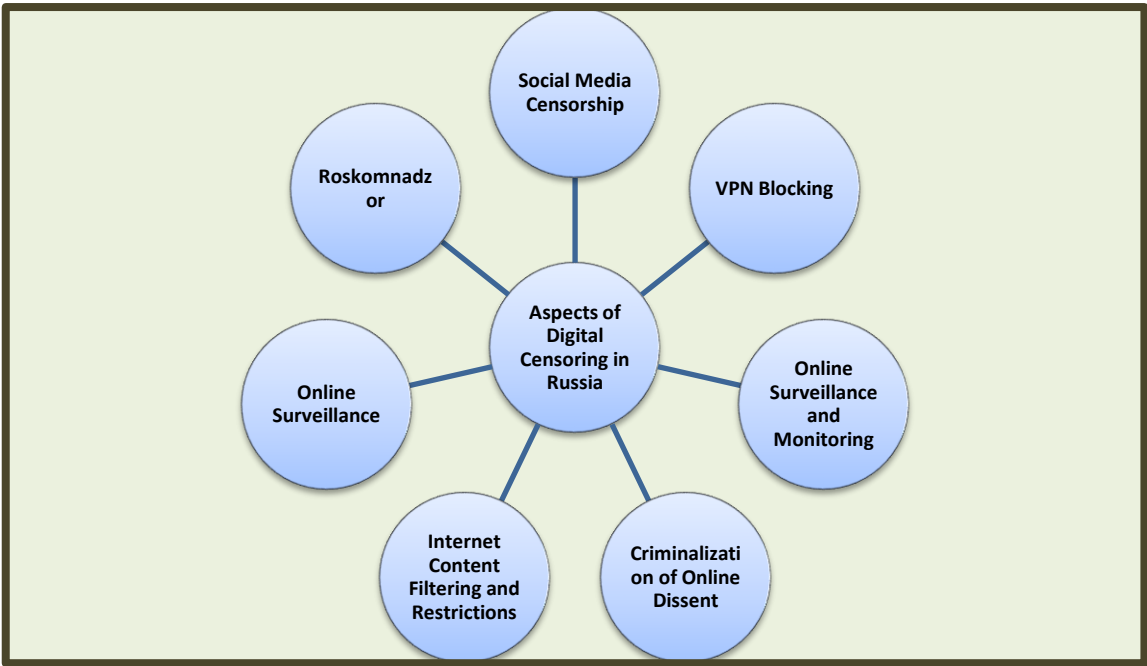 Social Media
Censorship
VPN Blocking
Online
Surveillance
and
Monitoring
Criminalizati
on of Online
Dissent
Internet
Content
Filtering and
Restrictions
Online
Surveillance
Roskomnadz
or
Aspects of
Digital
Censoring in
Russia